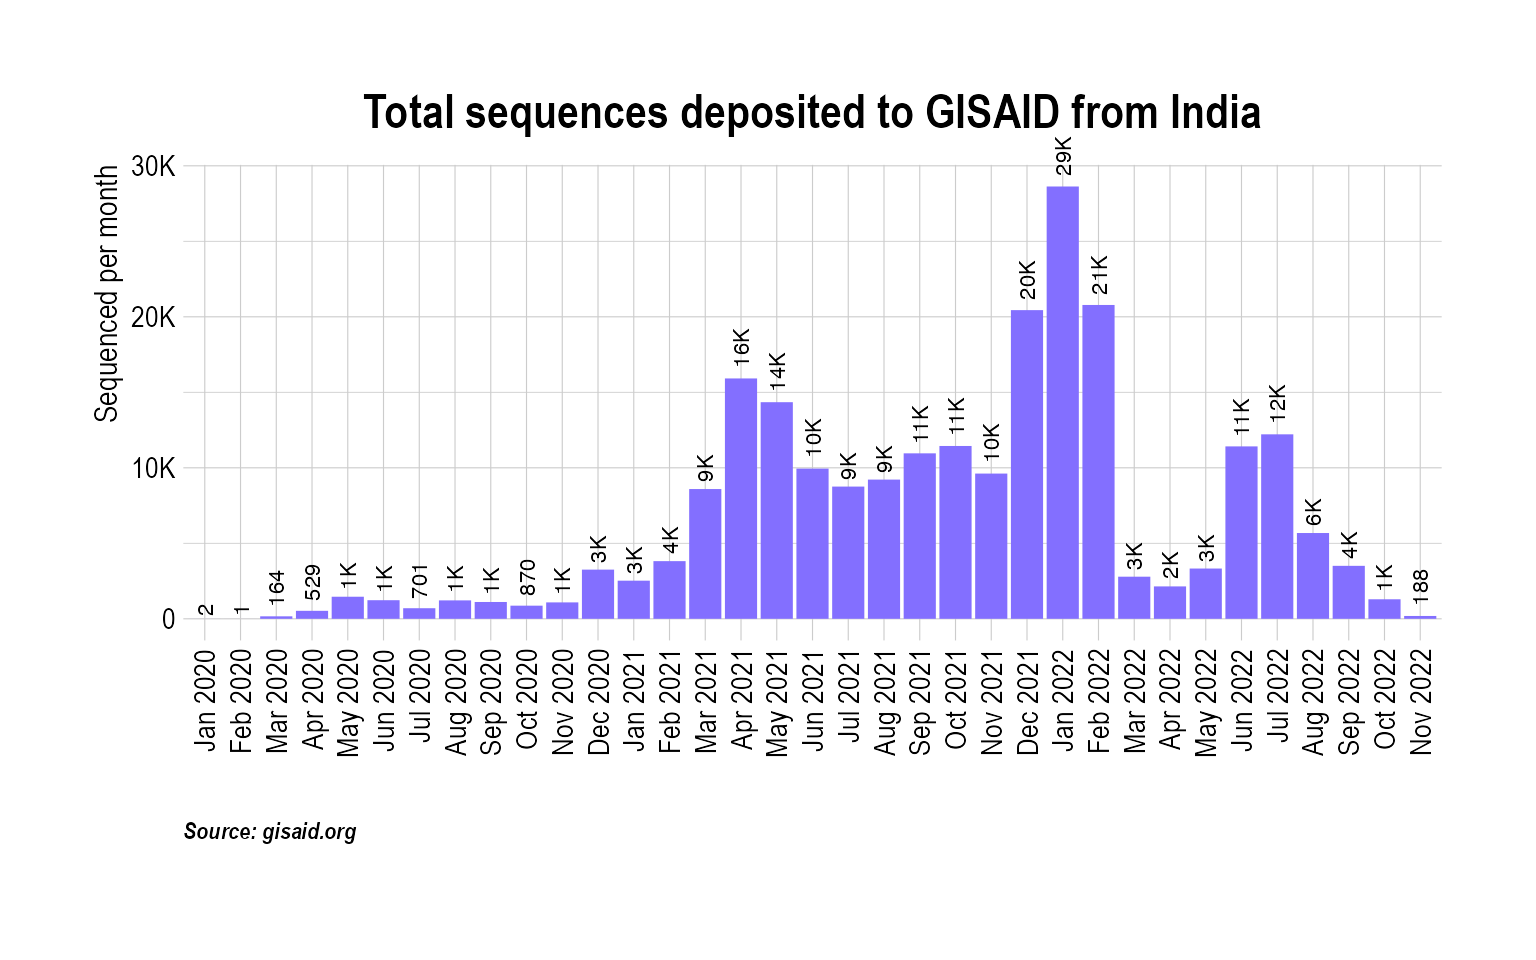 Total sequences deposited to GISAID from India
Sequenced per month
30K
20K
10K
0
2
1
164
529
1K
1K
701
1K
1K
870
1K
3K
3K
4K
9K
16K
14K
10K
9K
9K
11K
11K
10K
20K
29K
21K
3K
2K
3K
11K
12K
6K
4K
1K
188
Jan 2020
Feb 2020
Mar 2020
Apr 2020
May 2020
Jun 2020
Jul 2020
Aug 2020
Sep 2020
Oct 2020
Nov 2020
Dec 2020
Jan 2021
Feb 2021
Mar 2021
Apr 2021
May 2021
Jun 2021
Jul 2021
Aug 2021
Sep 2021
Oct 2021
Nov 2021
Dec 2021
Jan 2022
Feb 2022
Mar 2022
Apr 2022
May 2022
Jun 2022
Jul 2022
Aug 2022
Sep 2022
Oct 2022
Nov 2022
Source: gisaid.org